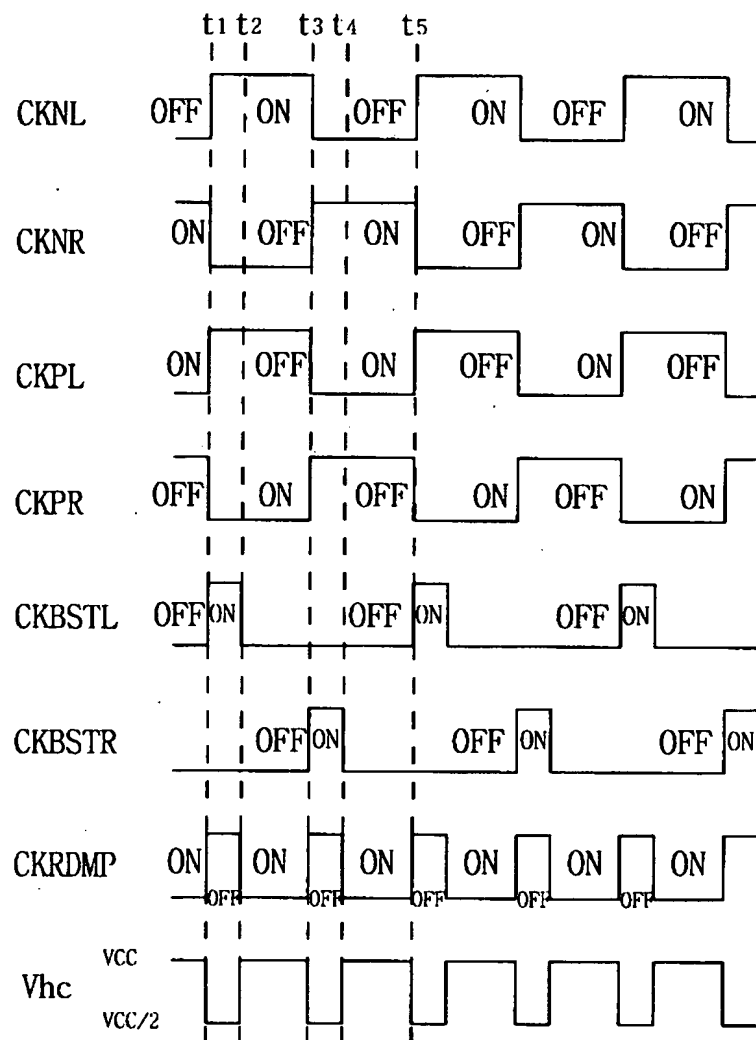 t1 t2 t3 t4 t5
CKNL OFF ON OFF ON OFF ON
CKNR ON OFF ON OFF ON OFF
CKPL ON OFF ON OFF ON OFF
CKPR OFF ON OFF ON OFF ON
CKBSTL OFF ON OFF ON OFF ON
CKBSTR OFF ON OFF ON OFF ON
CKRDMP ON OFF ON OFF ON OFF ON OFF ON OFF ON
Vhc VCC
VCC/2